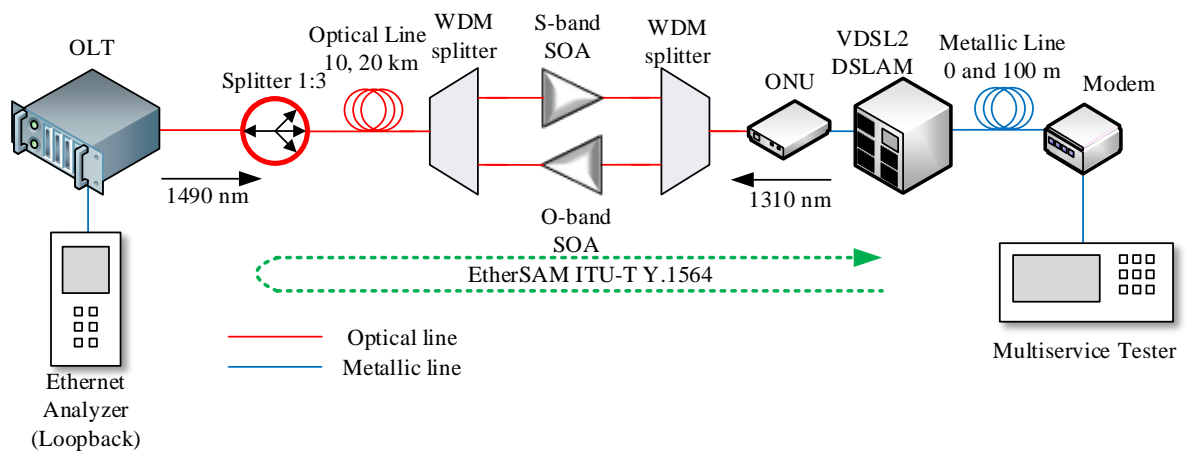 OLT
Splitter 1:3
Optical Line
10, 20 km
WDM
splitter
S-band
SOA
WDM
splitter
ONU
VDSL2
DSLAM
Metallic Line
0 and 100 m
Modem
1490 nm
1310 nm
O-band
SOA
EtherSAM ITU-T Y.1564
Optical line
Metallic line
Ethernet
Analyzer
(Loopback)
Multiservice Tester